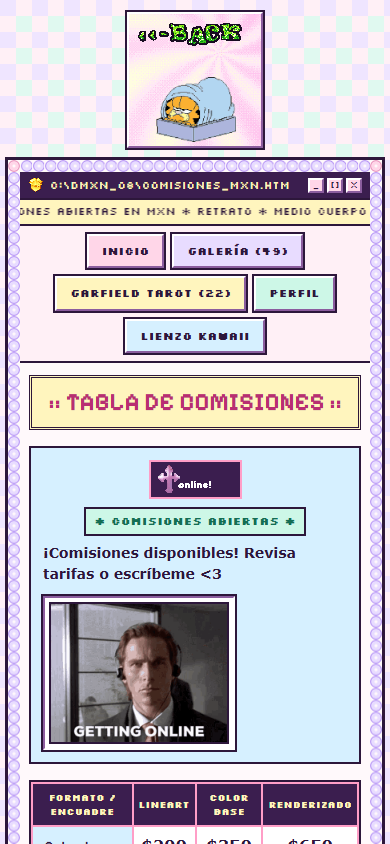 <<-BACK
C:\DMXN_OS\COMISIONES_MXN.HTM
ONES ABIERTAS EN MXN * RETRATO * MEDIO CUERPO
INICIO
GALERÍA (49)
GARFIELD TAROT (22)
PERFIL
LIENZO KAWAII
:: TABLA DE COMISIONES ::
online!
* COMISIONES ABIERTAS *
¡Comisiones disponibles! Revisa
tarifas o escríbeme <3
GETTING ONLINE
FORMATO / ENCUADRE
LINEART
COLOR BASE
RENDERIZADO